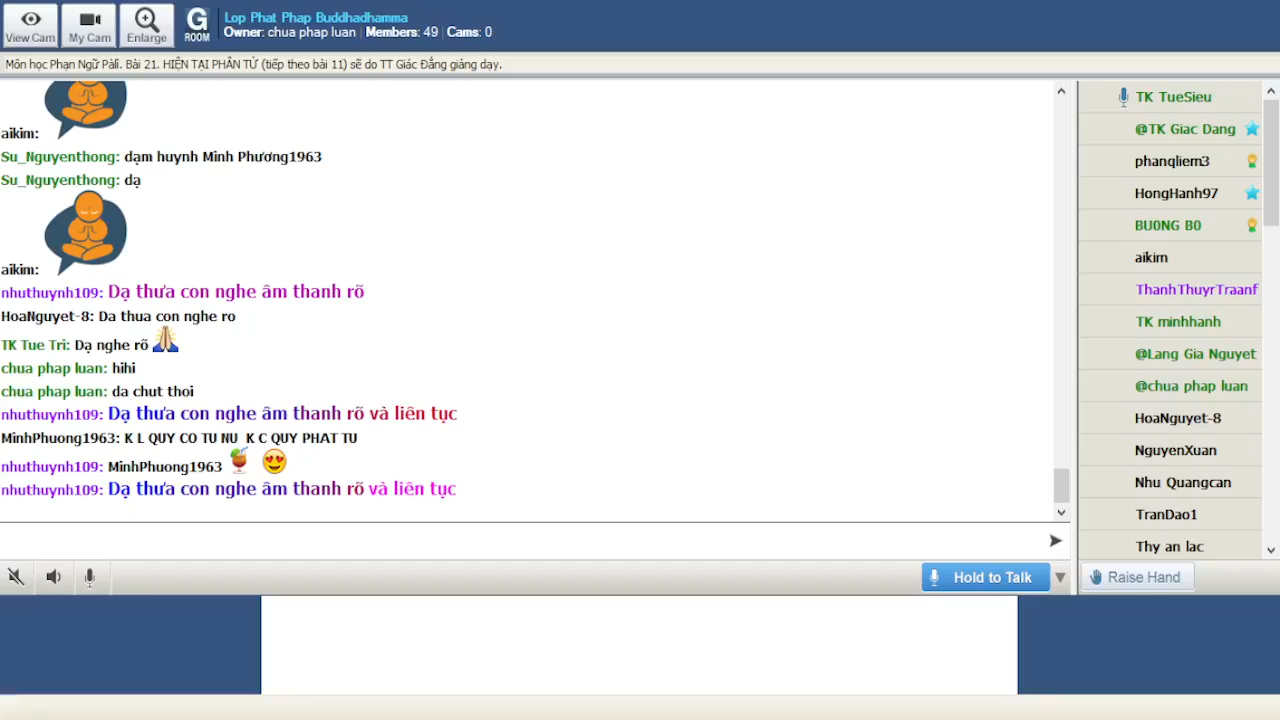 View Cam
My Cam
Enlarge
G
ROOM
Lop Phat Phap Buddhadhamma
Owner: chua phap luan | Members: 49 | Cams: 0
Môn học Phạn Ngữ Pāli. Bài 21. HIỆN TẠI PHÂN TỪ (tiếp theo bài 11) sẽ do TT Giác Đẳng giảng dạy.
aikim:
Su_Nguyenthong: dạm huynh Minh Phương1963
Su_Nguyenthong: dạ
aikim:
nhuthuynh109: Dạ thưa con nghe âm thanh rõ
HoaNguyet-8: Da thua con nghe ro
TK Tue Tri: Dạ nghe rõ
chua phap luan: hihi
chua phap luan: da chut thoi
nhuthuynh109: Dạ thưa con nghe âm thanh rõ và liên tục
MinhPhuong1963: K L QUY CO TU NU K C QUY PHAT TU
nhuthuynh109: MinhPhuong1963
nhuthuynh109: Dạ thưa con nghe âm thanh rõ và liên tục
Hold to Talk
TK TueSieu
@TK Giac Dang
phanqliem3
HongHanh97
BU0NG B0
aikim
ThanhThuyrTraanf
TK minhhanh
@Lang Gia Nguyet
@chua phap luan
HoaNguyet-8
NguyenXuan
Nhu Quangcan
TranDao1
Thy an lac
Raise Hand